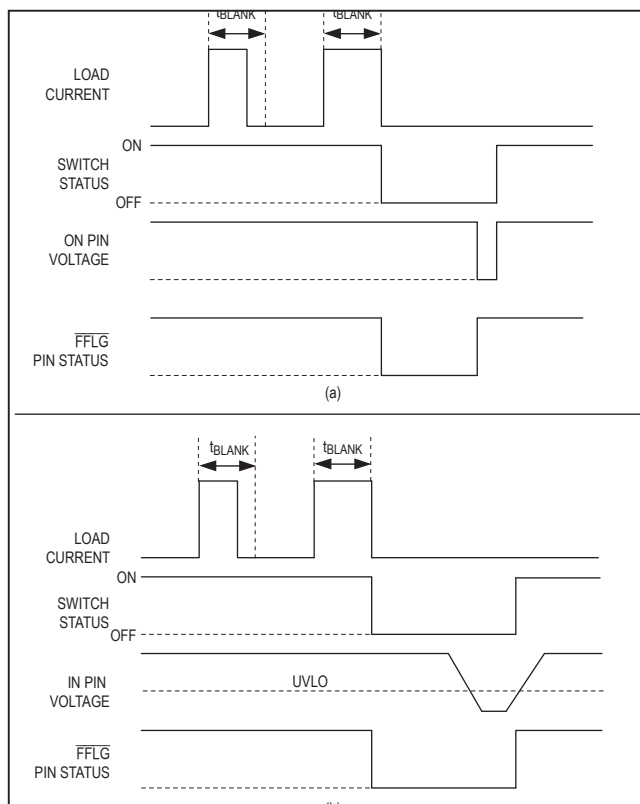 tBLANK tBLANK
LOAD
CURRENT
ON
SWITCH
STATUS
OFF
ON PIN
VOLTAGE
FFLG
PIN STATUS
(a)
tBLANK tBLANK
LOAD
CURRENT
ON
SWITCH
STATUS
OFF
IN PIN
VOLTAGE
UVLO
FFLG
PIN STATUS